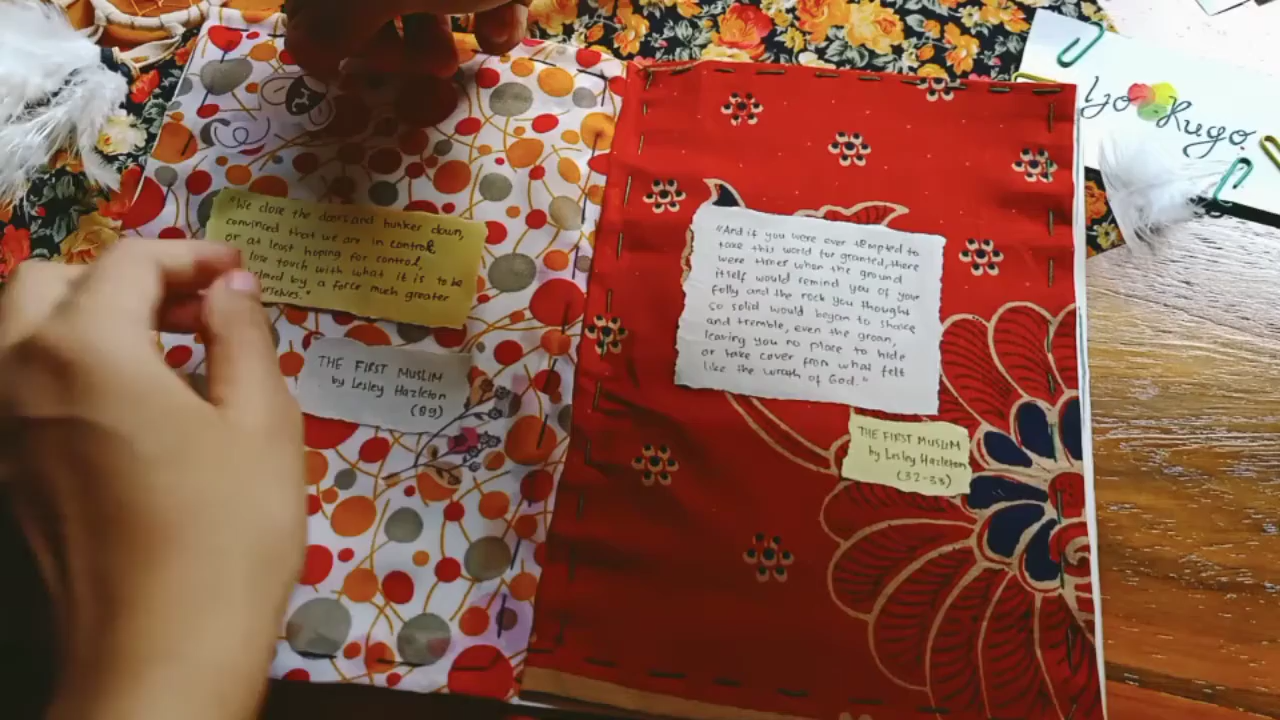 "We close the doors and hunker down,
convinced that we are in control,
or at least hoping for control,
lose touch with what it is to be
by a force much greater
THE FIRST MUSLIM
by Lesley Hazleton
(89)
"And if you were ever tempted to
take this world for granted, there
were times when the ground
itself would remind you of your
folly and the rock you thought
so solid would began to shake
and tremble, even the groan,
leaving you no place to hide
or take cover from what felt
like the wrath of God."
THE FIRST MUSLIM
by Lesley Hazleton